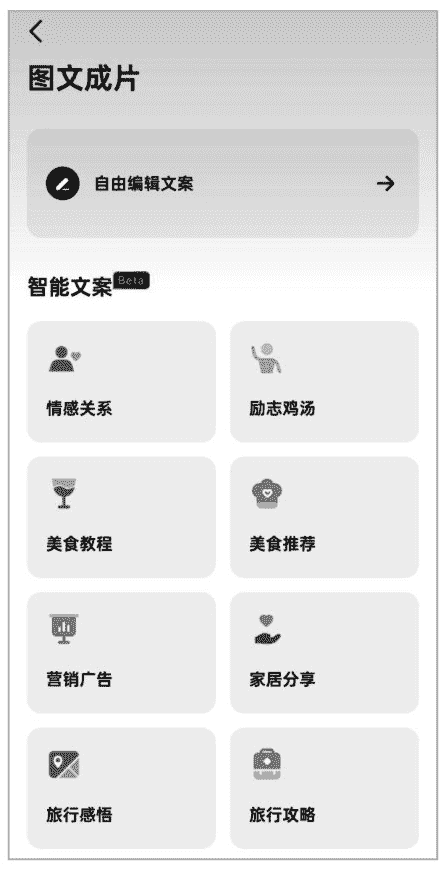 图文成片
自由编辑文案
智能文案 Beta
情感关系
励志鸡汤
美食教程
美食推荐
营销广告
家居分享
旅行感悟
旅行攻略